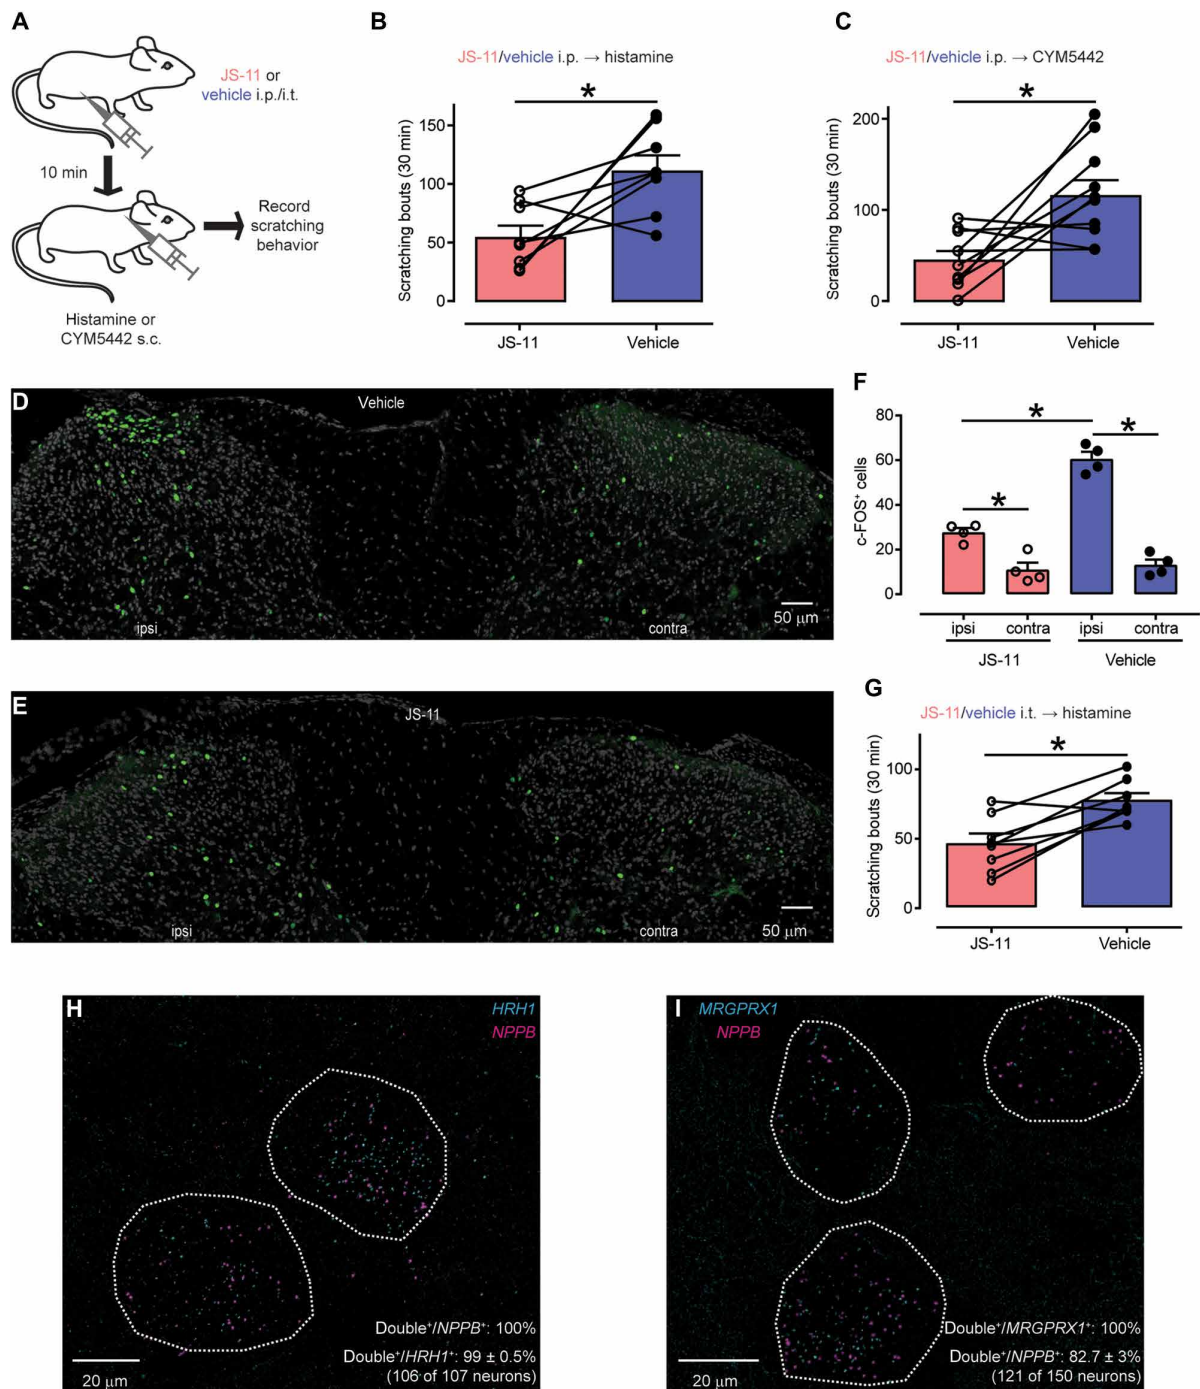 A
JS-11 or
vehicle i.p./i.t.
10 min
Record
scratching
behavior
Histamine or
CYM5442 s.c.
B
JS-11/vehicle i.p. → histamine
*
Scratching bouts (30 min)
150
100
50
0
JS-11
Vehicle
C
JS-11/vehicle i.p. → CYM5442
*
Scratching bouts (30 min)
200
100
0
JS-11
Vehicle
D
Vehicle
ipsi
contra
50 μm
E
JS-11
ipsi
contra
50 μm
F
*
*
*
c-FOS⁺ cells
80
60
40
20
0
ipsi
contra
ipsi
contra
JS-11
Vehicle
G
JS-11/vehicle i.t. → histamine
*
Scratching bouts (30 min)
100
50
0
JS-11
Vehicle
H
HRH1
NPPB
Double⁺/NPPB⁺: 100%
Double⁺/HRH1⁺: 99 ± 0.5%
(106 of 107 neurons)
20 μm
I
MRGPRX1
NPPB
Double⁺/MRGPRX1⁺: 100%
Double⁺/NPPB⁺: 82.7 ± 3%
(121 of 150 neurons)
20 μm